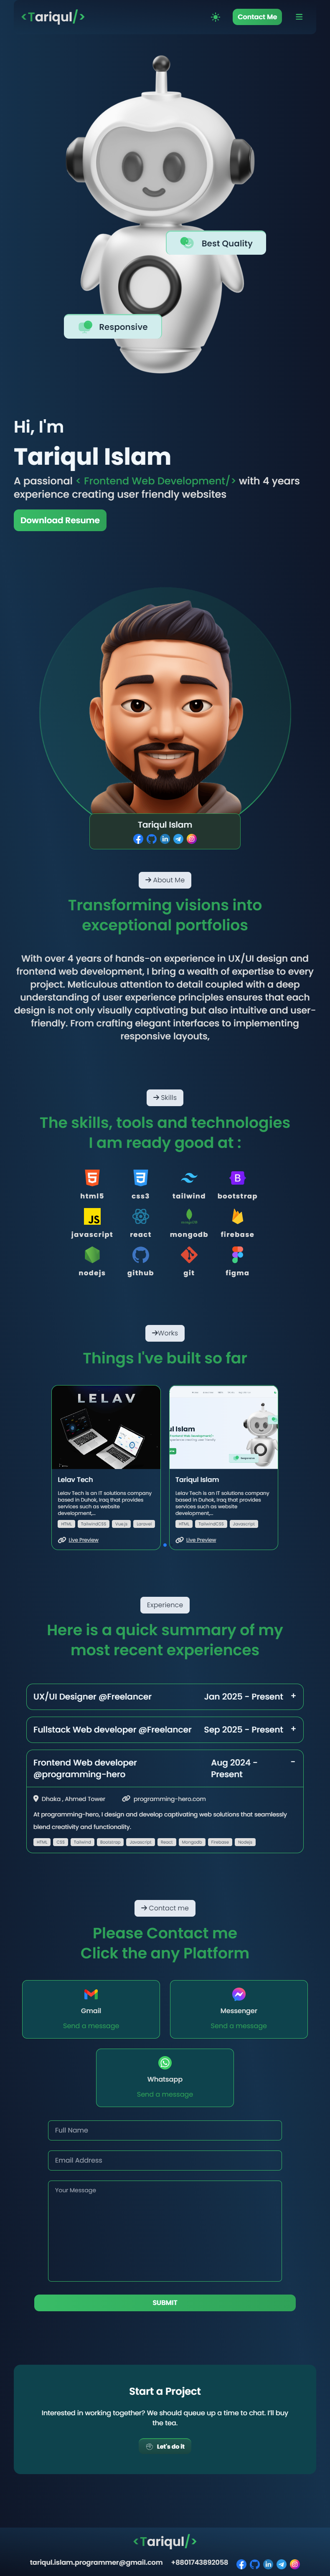 <Tariqul/>
Contact Me
Best Quality
Responsive
Hi, I'm
Tariqul Islam
A passional < Frontend Web Development/> with 4 years
experience creating user friendly websites
Download Resume
Tariqul Islam
→ About Me
Transforming visions into
exceptional portfolios
With over 4 years of hands-on experience in UX/UI design and
frontend web development, I bring a wealth of expertise to every
project. Meticulous attention to detail coupled with a deep
understanding of user experience principles ensures that each
design is not only visually captivating but also intuitive and user-
friendly. From crafting elegant interfaces to implementing
responsive layouts,
→ Skills
The skills, tools and technologies
I am ready good at :
html5 css3 tailwind bootstrap
JS
javascript react mongodb firebase
nodejs github git figma
→Works
Things I've built so far
LELAV
Lelav Tech
Lelav Tech is an IT solutions company
based in Duhok, Iraq that provides
services such as website
development,...
HTML TailwindCSS Vue.js Laravel
Live Preview
ul Islam
Tariqul Islam
Lelav Tech is an IT solutions company
based in Duhok, Iraq that provides
services such as website
development,...
HTML TailwindCSS Javascript
Live Preview
Experience
Here is a quick summary of my
most recent experiences
UX/UI Designer @Freelancer Jan 2025 - Present +
Fullstack Web developer @Freelancer Sep 2025 - Present +
Frontend Web developer
@programming-hero
Aug 2024 -
Present
-
Dhaka , Ahmed Tower programming-hero.com
At programming-hero, I design and develop captivating web solutions that seamlessly
blend creativity and functionality.
HTML CSS Tailwind Bootstrap Javascript React MongoDB Firebase Nodejs
→ Contact me
Please Contact me
Click the any Platform
Gmail
Send a message
Messenger
Send a message
Whatsapp
Send a message
Full Name
Email Address
Your Message
SUBMIT
Start a Project
Interested in working together? We should queue up a time to chat. I'll buy
the tea.
Let's do it
<Tariqul/>
tariqul.islam.programmer@gmail.com +8801743892058